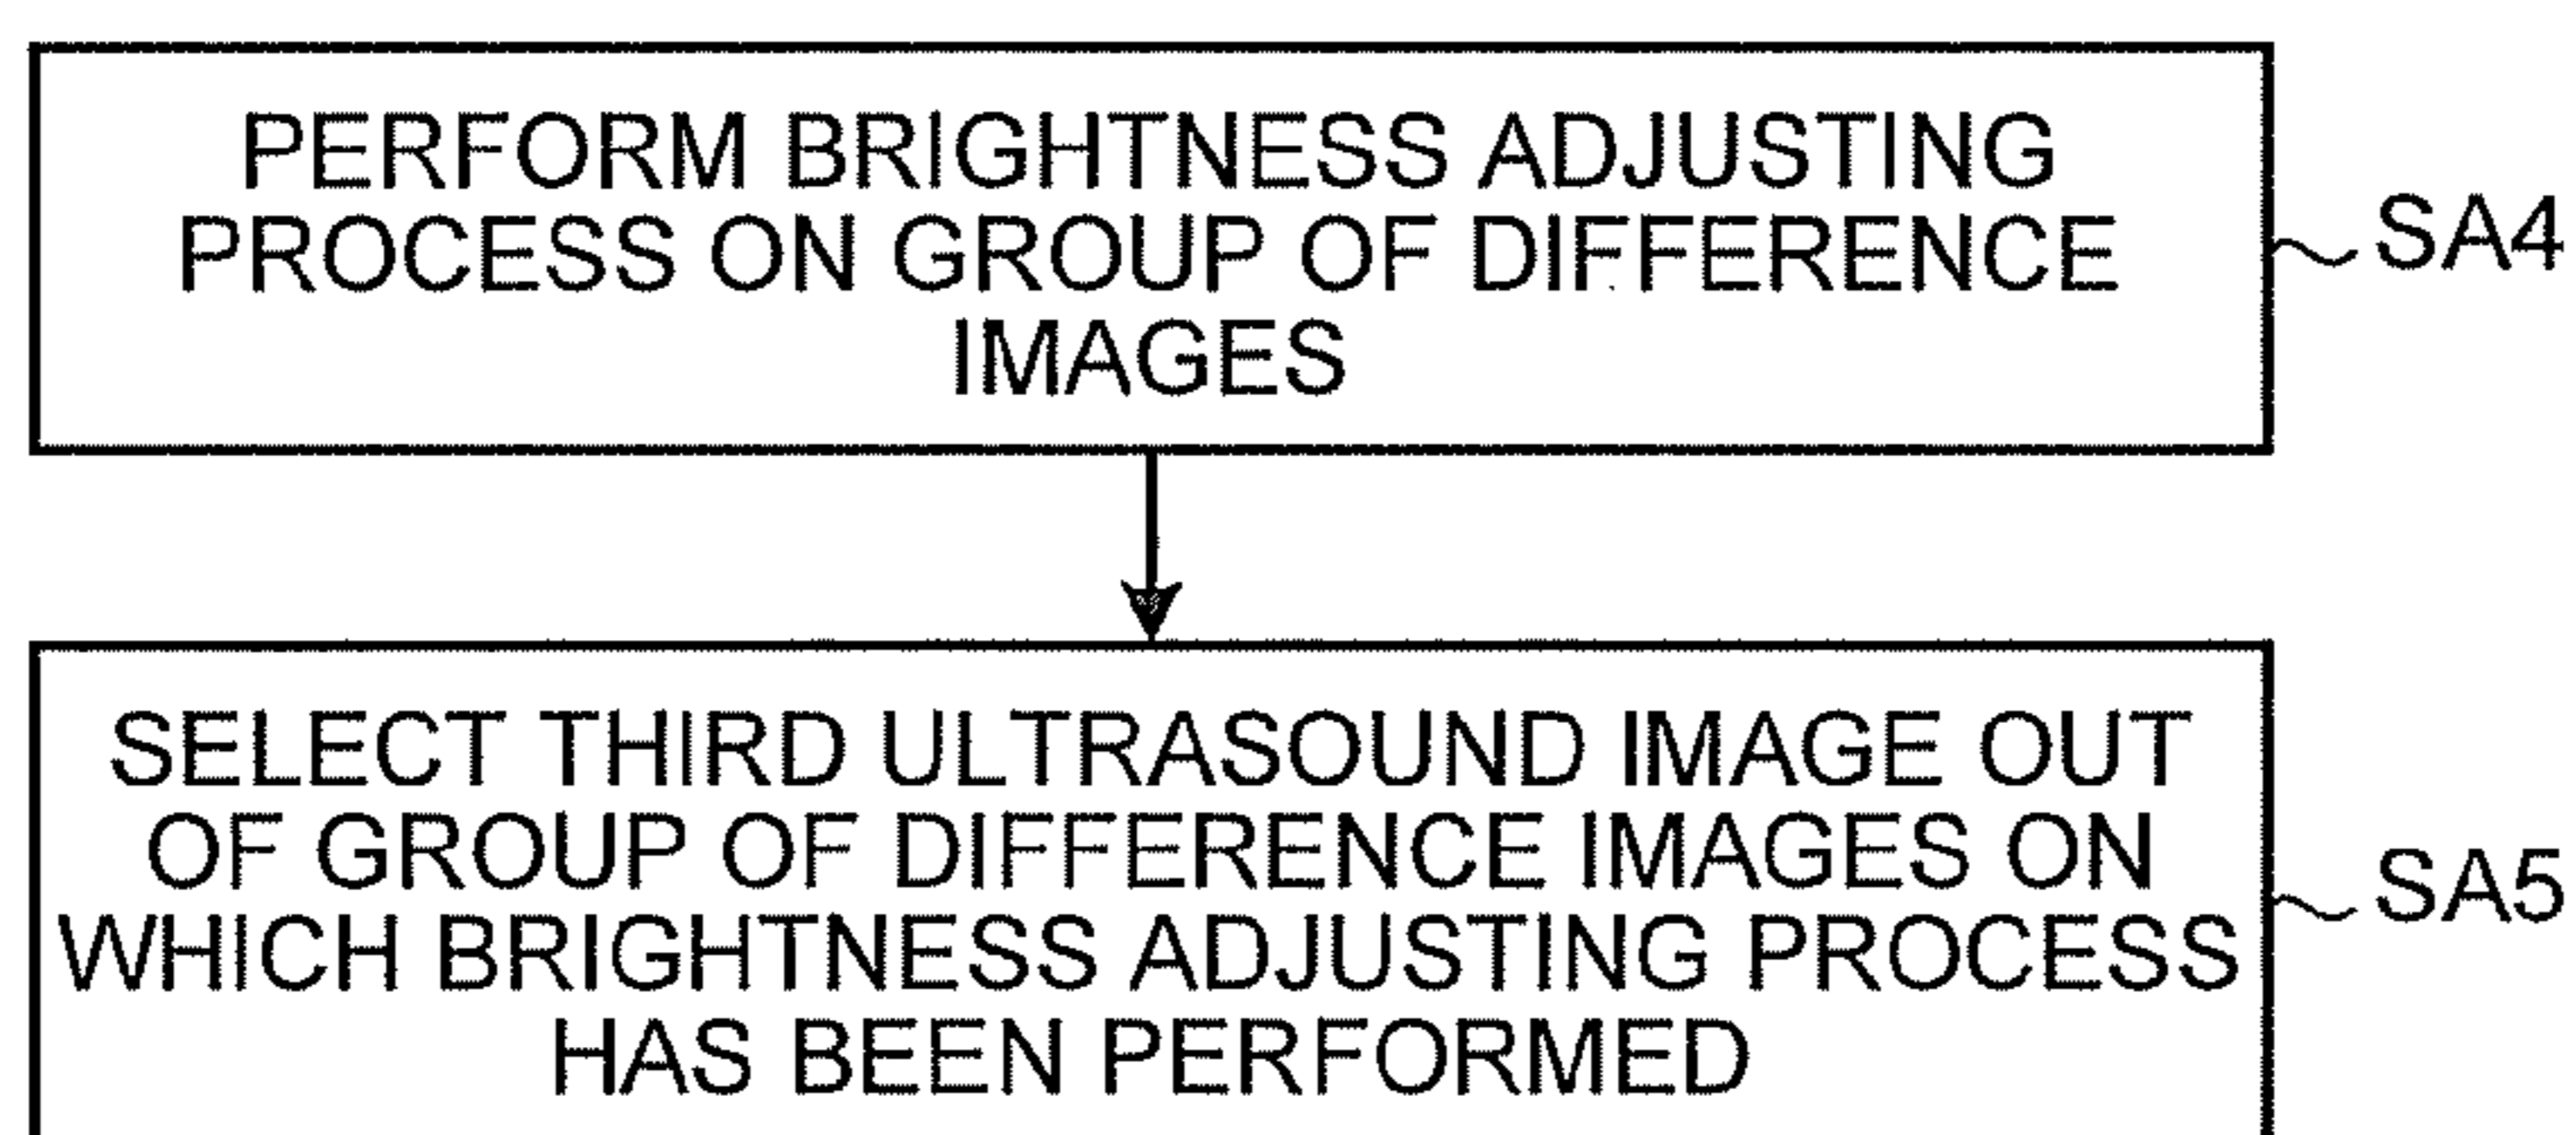 PERFORM BRIGHTNESS ADJUSTING
PROCESS ON GROUP OF DIFFERENCE
IMAGES
SA4
SELECT THIRD ULTRASOUND IMAGE OUT
OF GROUP OF DIFFERENCE IMAGES ON
WHICH BRIGHTNESS ADJUSTING PROCESS
HAS BEEN PERFORMED
SA5